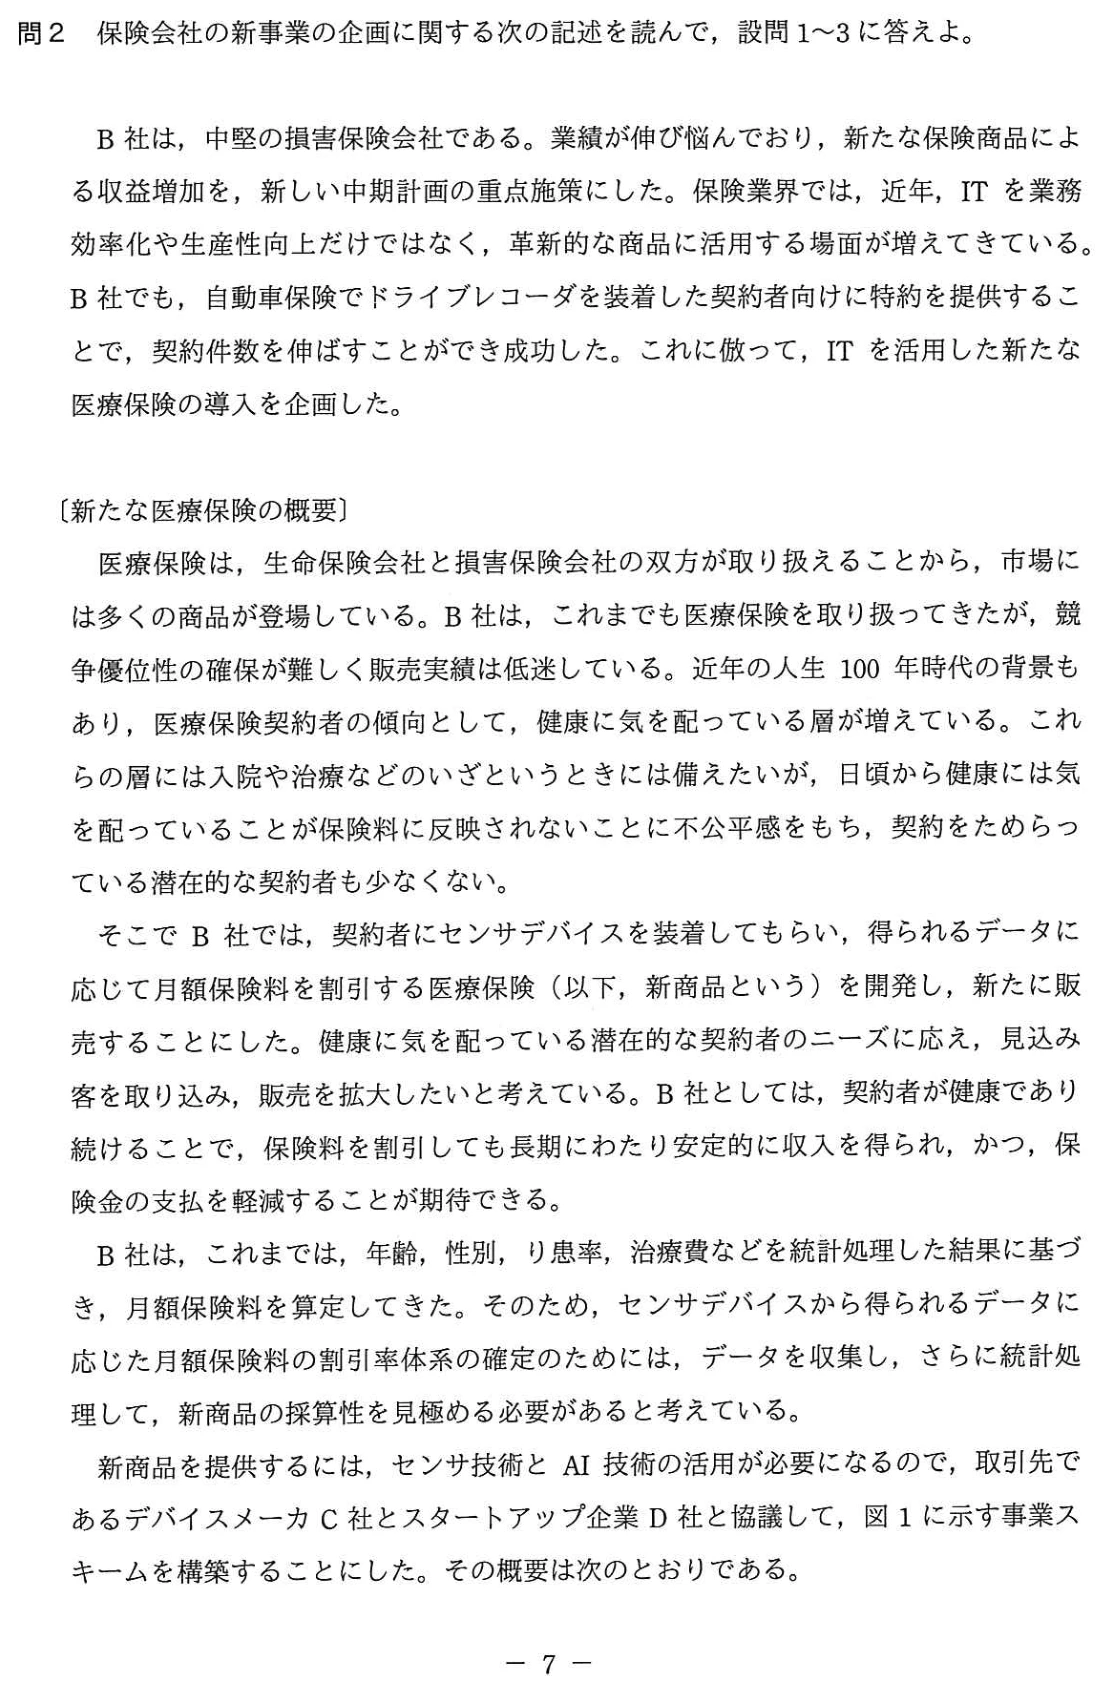 問2 保険会社の新事業の企画に関する次の記述を読んで，設問1〜3に答えよ。
B 社は，中堅の損害保険会社である。業績が伸び悩んでおり，新たな保険商品によ
る収益増加を，新しい中期計画の重点施策にした。保険業界では，近年，IT を業務
効率化や生産性向上だけではなく，革新的な商品に活用する場面が増えてきている。
B 社でも，自動車保険でドライブレコーダを装着した契約者向けに特約を提供するこ
とで，契約件数を伸ばすことができ成功した。これに倣って，IT を活用した新たな
医療保険の導入を企画した。
〔新たな医療保険の概要〕
医療保険は，生命保険会社と損害保険会社の双方が取り扱えることから，市場に
は多くの商品が登場している。B 社は，これまでも医療保険を取り扱ってきたが，競
争優位性の確保が難しく販売実績は低迷している。近年の人生 100 年時代の背景も
あり，医療保険契約者の傾向として，健康に気を配っている層が増えている。これ
らの層には入院や治療などのいざというときには備えたいが，日頃から健康には気
を配っていることが保険料に反映されないことに不公平感をもち，契約をためらっ
ている潜在的な契約者も少なくない。
そこで B 社では，契約者にセンサデバイスを装着してもらい，得られるデータに
応じて月額保険料を割引する医療保険（以下，新商品という）を開発し，新たに販
売することにした。健康に気を配っている潜在的な契約者のニーズに応え，見込み
客を取り込み，販売を拡大したいと考えている。B 社としては，契約者が健康であり
続けることで，保険料を割引しても長期にわたり安定的に収入を得られ，かつ，保
険金の支払を軽減することが期待できる。
B 社は，これまでは，年齢，性別，り患率，治療費などを統計処理した結果に基づ
き，月額保険料を算定してきた。そのため，センサデバイスから得られるデータに
応じた月額保険料の割引率体系の確定のためには，データを収集し，さらに統計処
理して，新商品の採算性を見極める必要があると考えている。
新商品を提供するには，センサ技術と AI 技術の活用が必要になるので，取引先で
あるデバイスメーカ C 社とスタートアップ企業 D 社と協議して，図 1 に示す事業ス
キームを構築することにした。その概要は次のとおりである。
－ 7 －